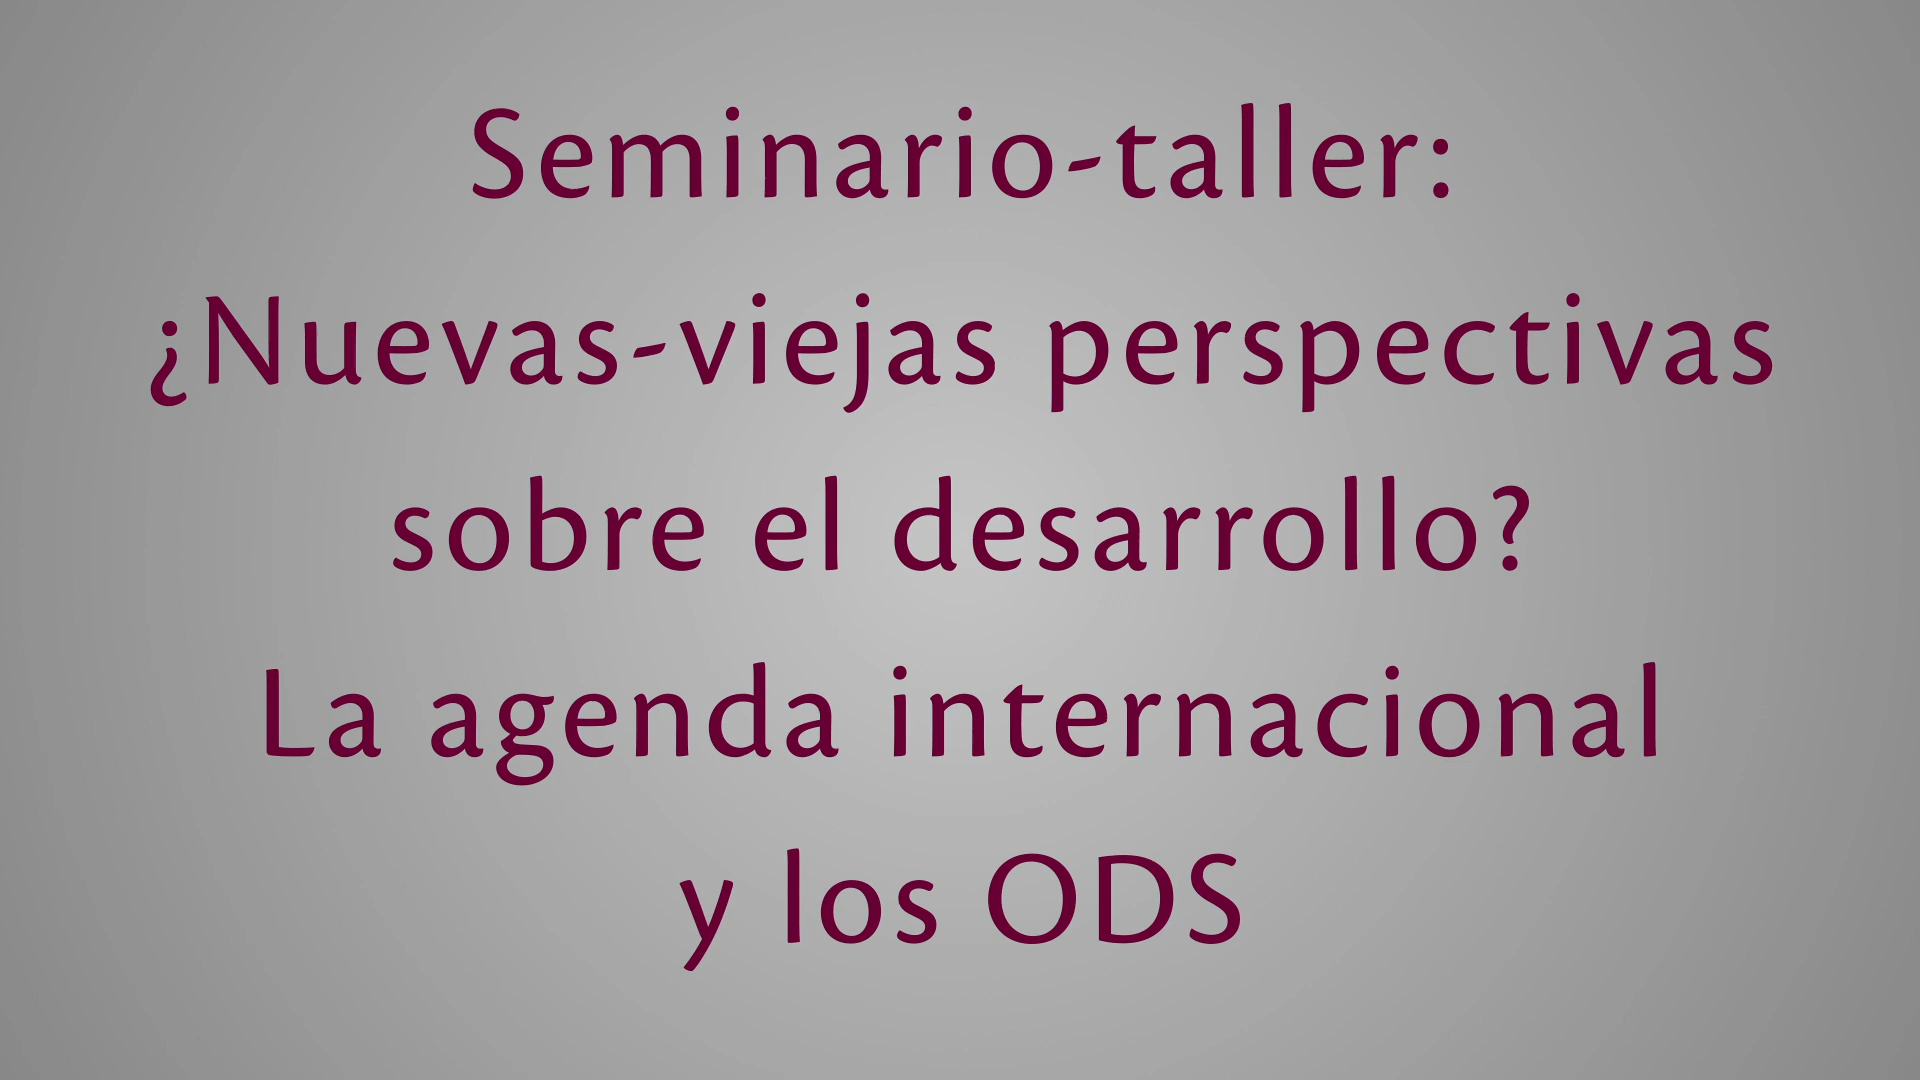 Seminario-taller:
¿Nuevas-viejas perspectivas
sobre el desarrollo?
La agenda internacional
y los ODS